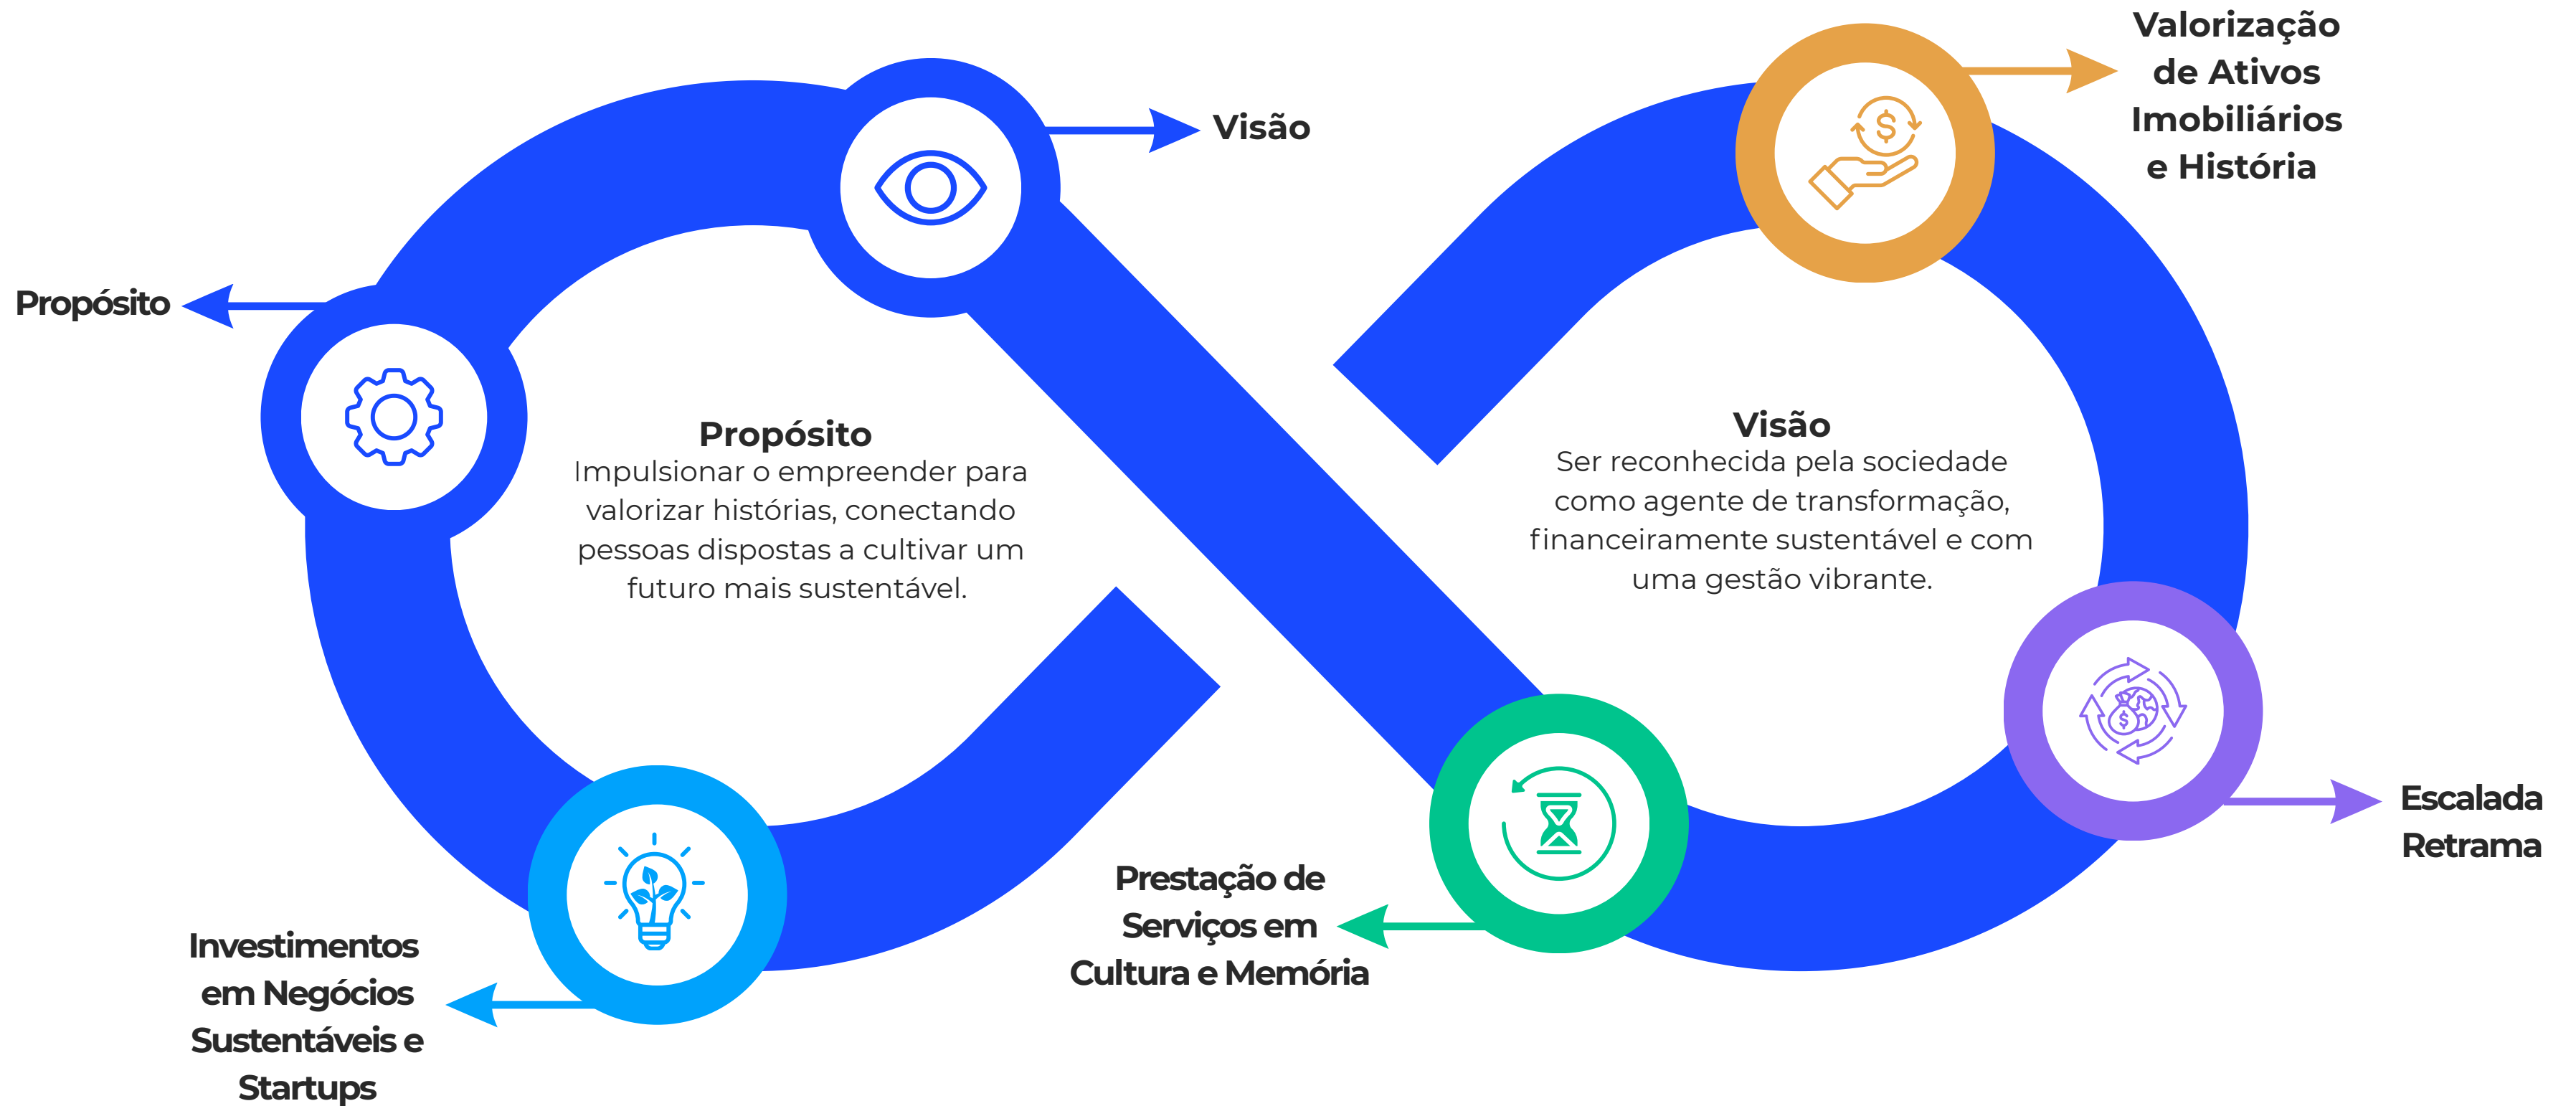 Valorização
de Ativos
Imobiliários
e História
Visão
Propósito
Propósito
Impulsionar o empreender para
valorizar histórias, conectando
pessoas dispostas a cultivar um
futuro mais sustentável.
Visão
Ser reconhecida pela sociedade
como agente de transformação,
financeiramente sustentável e com
uma gestão vibrante.
Escalada
Retrama
Prestação de
Serviços em
Cultura e Memória
Investimentos
em Negócios
Sustentáveis e
Startups